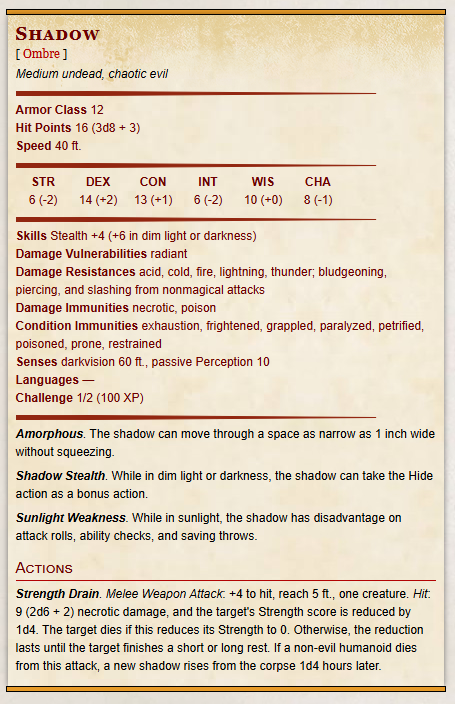 Shadow
[ Ombre ]
Medium undead, chaotic evil
Armor Class 12
Hit Points 16 (3d8 + 3)
Speed 40 ft.
STR DEX CON INT WIS CHA
6 (-2) 14 (+2) 13 (+1) 6 (-2) 10 (+0) 8 (-1)
Skills Stealth +4 (+6 in dim light or darkness)
Damage Vulnerabilities radiant
Damage Resistances acid, cold, fire, lightning, thunder; bludgeoning,
piercing, and slashing from nonmagical attacks
Damage Immunities necrotic, poison
Condition Immunities exhaustion, frightened, grappled, paralyzed, petrified,
poisoned, prone, restrained
Senses darkvision 60 ft., passive Perception 10
Languages —
Challenge 1/2 (100 XP)
Amorphous. The shadow can move through a space as narrow as 1 inch wide
without squeezing.
Shadow Stealth. While in dim light or darkness, the shadow can take the Hide
action as a bonus action.
Sunlight Weakness. While in sunlight, the shadow has disadvantage on
attack rolls, ability checks, and saving throws.
Actions
Strength Drain. Melee Weapon Attack: +4 to hit, reach 5 ft., one creature. Hit:
9 (2d6 + 2) necrotic damage, and the target's Strength score is reduced by
1d4. The target dies if this reduces its Strength to 0. Otherwise, the reduction
lasts until the target finishes a short or long rest. If a non-evil humanoid dies
from this attack, a new shadow rises from the corpse 1d4 hours later.